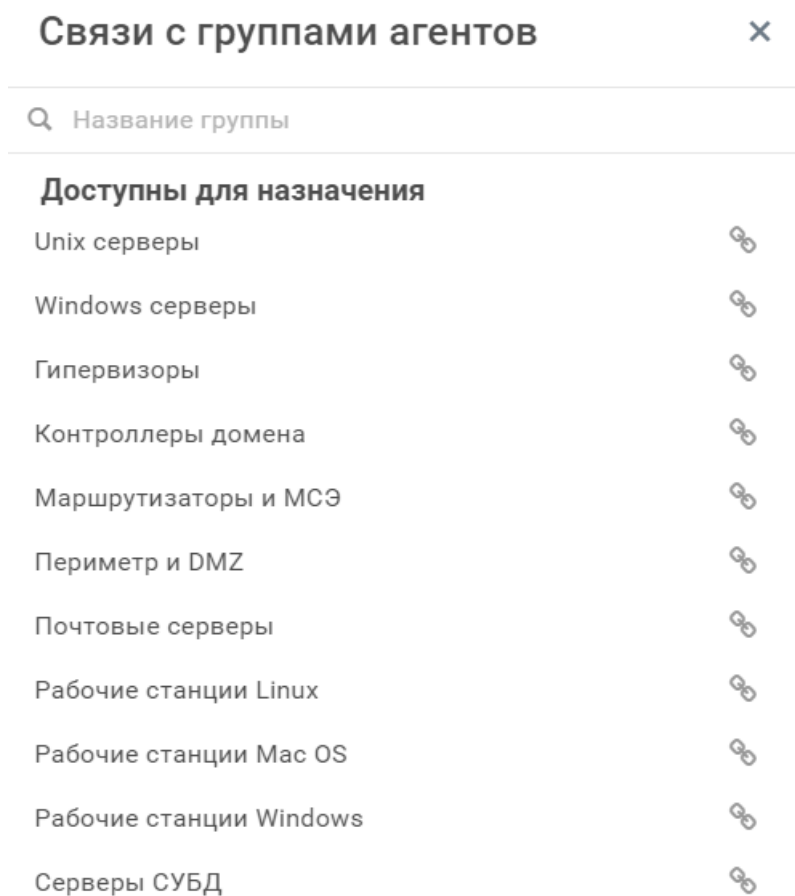 Связи с группами агентов
Название группы
Доступны для назначения
Unix серверы
Windows серверы
Гипервизоры
Контроллеры домена
Маршрутизаторы и МСЭ
Периметр и DMZ
Почтовые серверы
Рабочие станции Linux
Рабочие станции Mac OS
Рабочие станции Windows
Серверы СУБД